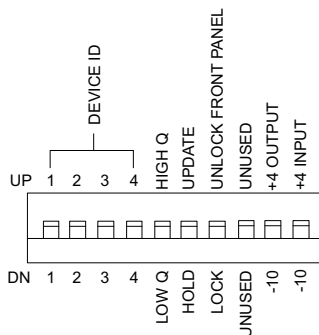 DEVICE ID
HIGH Q
UPDATE
UNLOCK FRONT PANEL
UNUSED
+4 OUTPUT
+4 INPUT
UP 1 2 3 4
DN 1 2 3 4
LOW Q
HOLD
LOCK
UNUSED
-10
-10